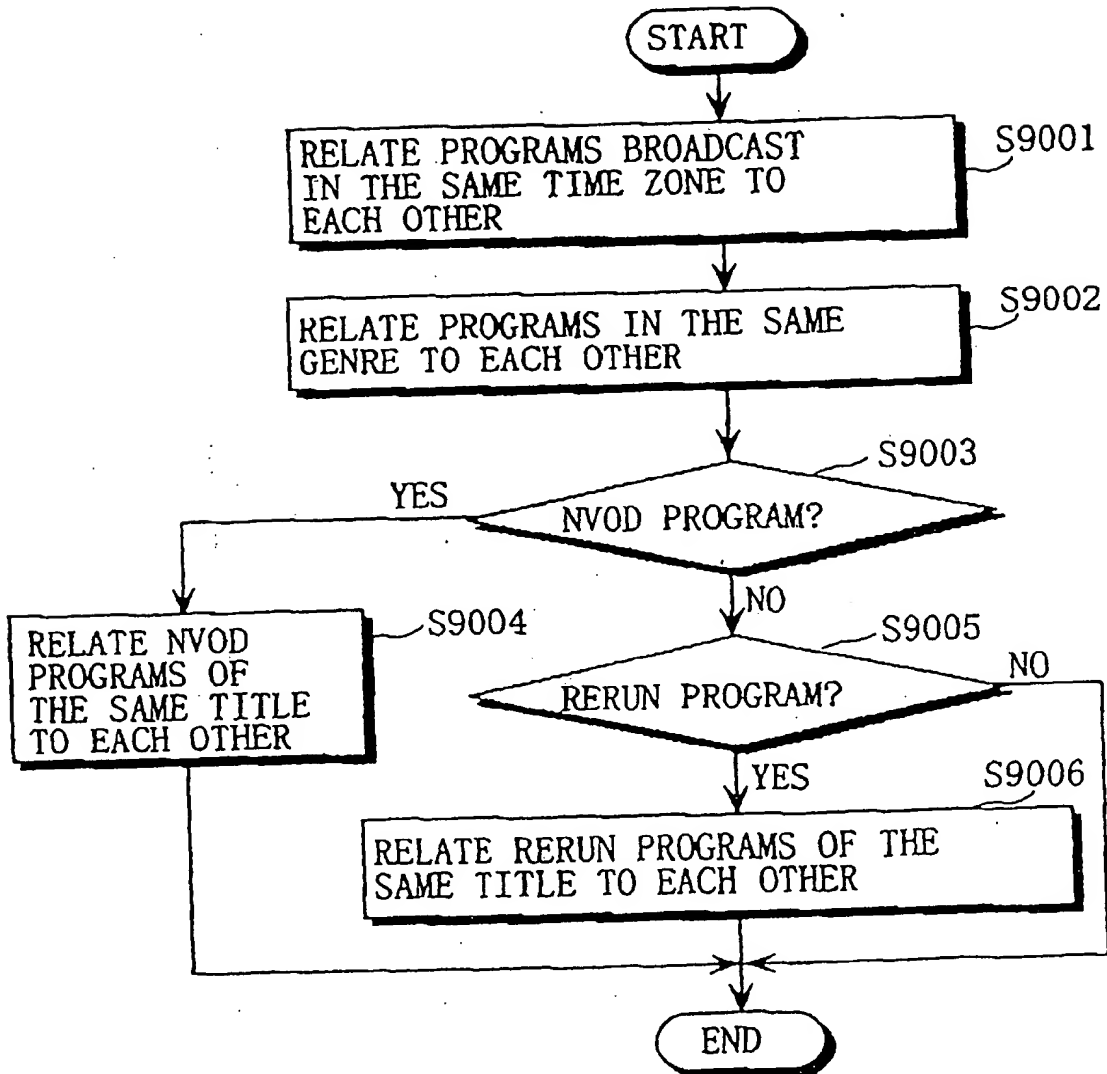 START
RELATE PROGRAMS BROADCAST
IN THE SAME TIME ZONE TO
EACH OTHER
S9001
RELATE PROGRAMS IN THE SAME
GENRE TO EACH OTHER
S9002
NVOD PROGRAM?
S9003
YES
NO
RELATE NVOD
PROGRAMS OF
THE SAME TITLE
TO EACH OTHER
S9004
RERUN PROGRAM?
S9005
NO
YES
RELATE RERUN PROGRAMS OF THE
SAME TITLE TO EACH OTHER
S9006
END